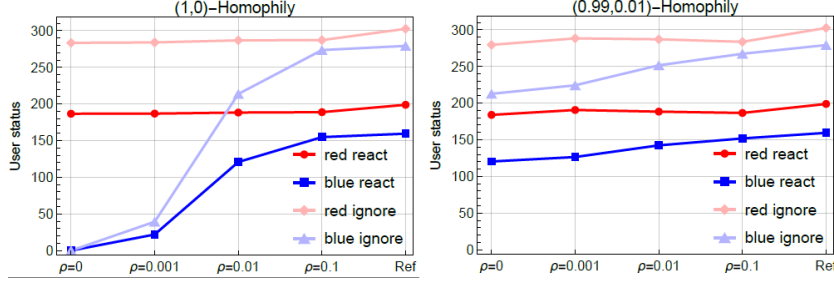 (1,0)−Homophily
300
250
200
150
100
50
0
User status
red react
blue react
red ignore
blue ignore
ρ=0 ρ=0.001 ρ=0.01 ρ=0.1 Ref
(0.99,0.01)−Homophily
300
250
200
150
100
50
0
User status
red react
blue react
red ignore
blue ignore
ρ=0 ρ=0.001 ρ=0.01 ρ=0.1 Ref